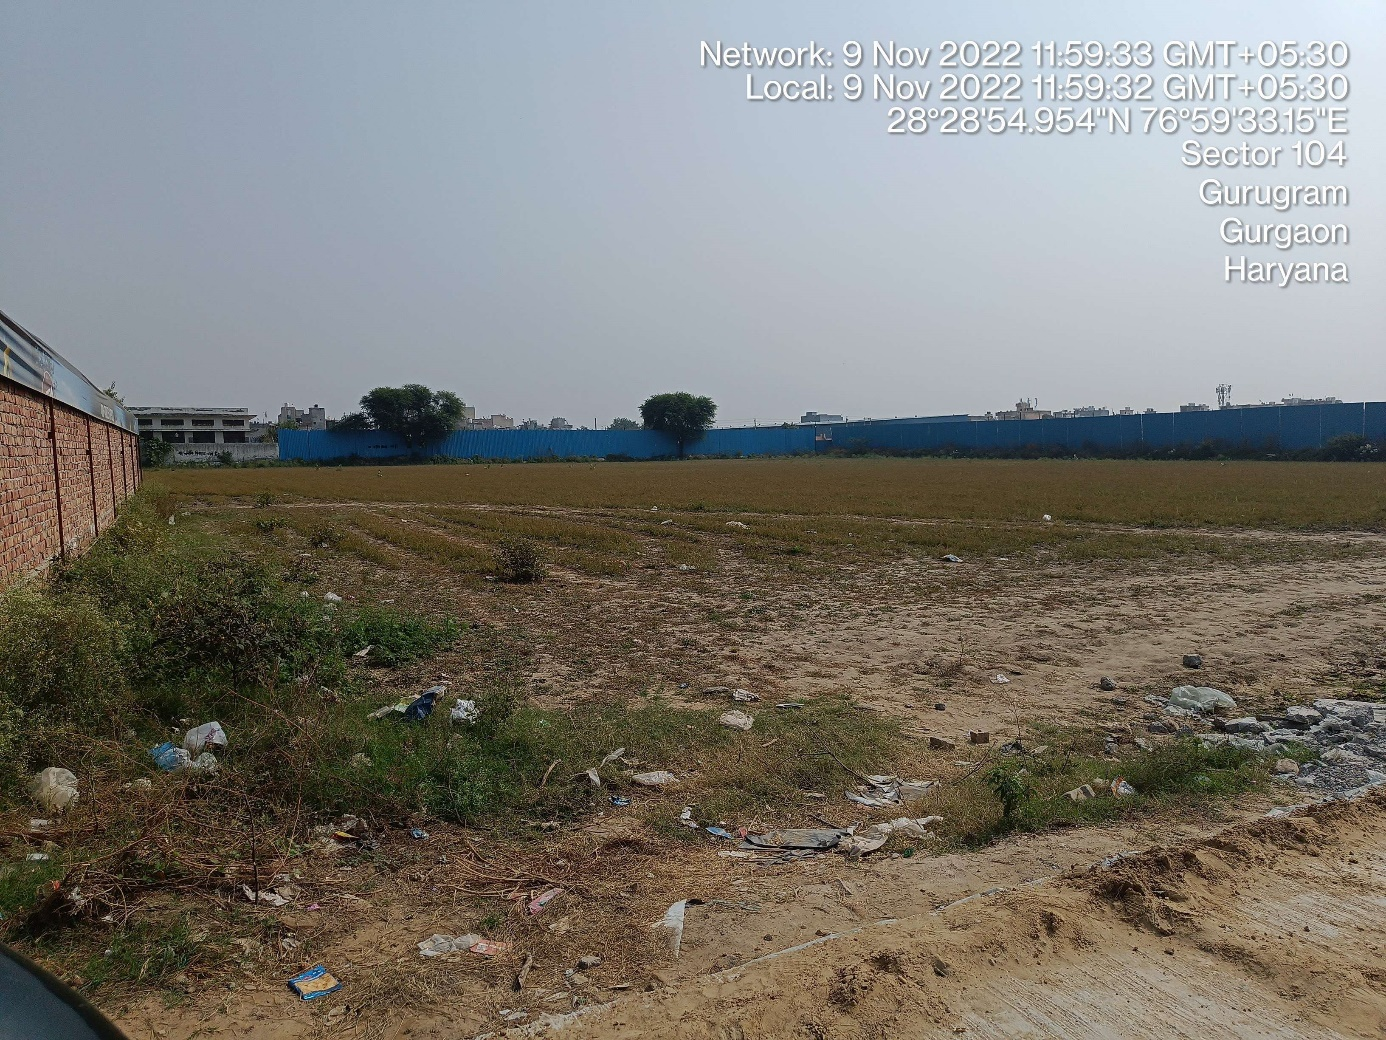 Network: 9 Nov 2022 11:59:33 GMT+05:30
Local: 9 Nov 2022 11:59:32 GMT+05:30
28°28'54.954"N 76°59'33.15"E
Sector 104
Gurugram
Gurgaon
Haryana